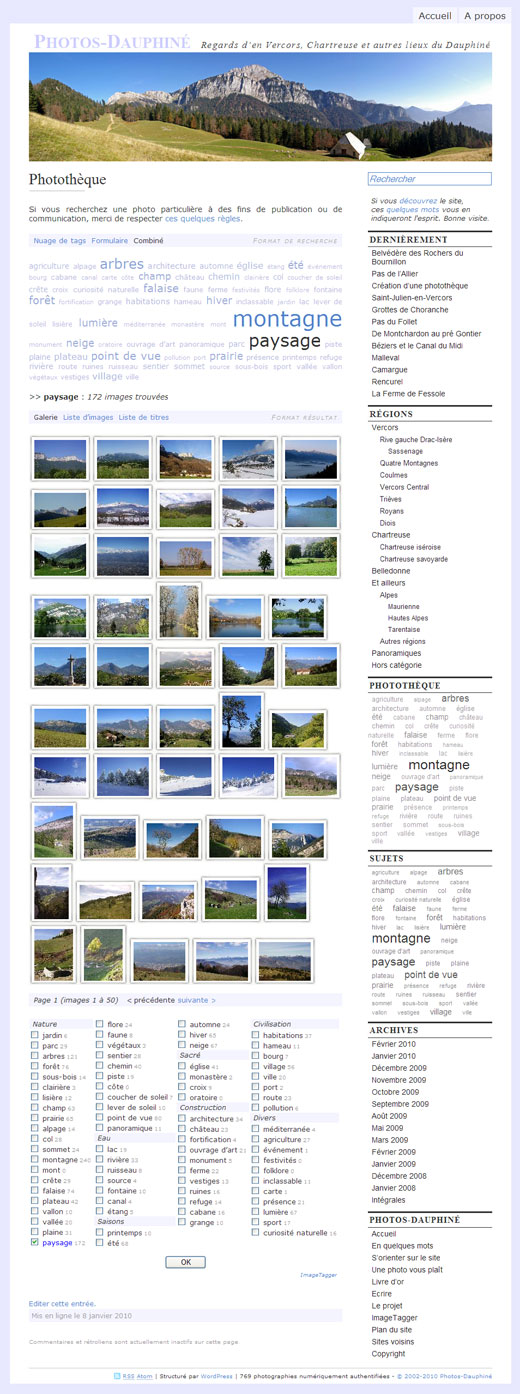 Accueil A propos
PHOTOS-DAUPHINÉ Regards d'en Vercors, Chartreuse et autres lieux du Dauphiné
Photothèque
Si vous recherchez une photo particulière à des fins de publication ou de
communication, merci de respecter ces quelques règles.
Nuage de tags Formulaire Combiné FORMAT DE RECHERCHE
agriculture alpage arbres architecture automne église étang été événement
bourg cabane canal carte côte champ château chemin clairière col coucher de soleil
crête croix curiosité naturelle falaise faune ferme festivités flore folklore fontaine
forêt fortification grange habitations hameau hiver inclassable jardin lac lever de
soleil lisière lumière méditerranée monastère mont montagne
monument neige oratoire ouvrage d'art panoramique parc paysage piste
plaine plateau point de vue pollution port prairie présence printemps refuge
rivière route ruines ruisseau sentier sommet source sous-bois sport vallée vallon
végétaux vestiges village ville
>> paysage : 172 images trouvées
Galerie Liste d'images Liste de titres FORMAT RÉSULTAT
Page 1 (images 1 à 50) < précédente suivante >
Nature
jardin 6
parc 29
arbres 121
forêt 76
sous-bois 14
clairière 3
lisière 12
champ 63
prairie 65
alpage 14
col 28
sommet 24
montagne 240
mont 0
crête 29
falaise 74
plateau 42
vallon 10
vallée 20
plaine 31
paysage 172
flore 24
faune 8
végétaux 3
sentier 28
chemin 40
piste 19
côte 0
coucher de soleil 7
lever de soleil 10
point de vue 80
panoramique 11
Eau
lac 19
rivière 33
ruisseau 8
source 4
fontaine 10
canal 4
étang 5
Saisons
printemps 10
été 68
automne 24
hiver 65
neige 67
Sacré
église 41
monastère 2
croix 9
oratoire 0
Construction
architecture 34
château 23
fortification 4
ouvrage d'art 21
monument 5
ferme 22
vestiges 13
ruines 16
refuge 14
cabane 16
grange 10
Civilisation
habitations 37
hameau 11
bourg 7
village 56
ville 20
port 2
route 23
pollution 6
Divers
méditerranée 4
agriculture 27
événement 1
festivités 0
folklore 0
inclassable 11
carte 1
présence 21
lumière 67
sport 17
curiosité naturelle 16
OK
ImageTagger
Editer cette entrée.
Mis en ligne le 8 janvier 2010
Commentaires et rétroliens sont actuellement inactifs sur cette page
Rechercher
Si vous découvrez le site,
ces quelques mots vous en
indiqueront l'esprit. Bonne visite.
DERNIÈREMENT
Belvédère des Rochers du
Bournillon
Pas de l'Allier
Création d'une photothèque
Saint-Julien-en-Vercors
Grottes de Choranche
Pas du Follet
De Montchardon au pré Gontier
Béziers et le Canal du Midi
Malleval
Camargue
Rencurel
La Ferme de Fessole
RÉGIONS
Vercors
Rive gauche Drac-Isère
Sassenage
Quatre Montagnes
Coulmes
Vercors Central
Trièves
Royans
Diois
Chartreuse
Chartreuse iséroise
Chartreuse savoyarde
Belledonne
Et ailleurs
Alpes
Maurienne
Hautes Alpes
Tarentaise
Autres régions
Panoramiques
Hors catégorie
PHOTOTHÈQUE
agriculture alpage arbres
architecture automne église
été cabane champ château
chemin col crête curiosité
naturelle falaise ferme flore
forêt habitations hameau
hiver inclassable lac lisière
lumière montagne
neige ouvrage d'art panoramique
parc paysage piste
plaine plateau point de vue
prairie présence printemps
refuge rivière route ruines
sentier sommet sous-bois
sport vallée vestiges village
ville
SUJETS
agriculture alpage arbres
architecture automne cabane
champ chemin col crête
croix curiosité naturelle église
été falaise faune ferme
flore fontaine forêt habitations
hiver lac lisière lumière
montagne neige
ouvrage d'art panoramique
paysage piste plaine
plateau point de vue
prairie présence refuge rivière
route ruines ruisseau sentier
sommet sous-bois sport vallée
vallon vestiges village ville
ARCHIVES
Février 2010
Janvier 2010
Décembre 2009
Novembre 2009
Octobre 2009
Septembre 2009
Août 2009
Mai 2009
Mars 2009
Février 2009
Janvier 2009
Décembre 2008
Janvier 2008
Intégrales
PHOTOS-DAUPHINÉ
Accueil
En quelques mots
S'orienter sur le site
Une photo vous plaît
Livre d'or
Ecrire
Le projet
ImageTagger
Plan du site
Sites voisins
Copyright
RSS Atom | Structuré par WordPress | 769 photographies numériquement authentifiées - © 2002-2010 Photos-Dauphiné